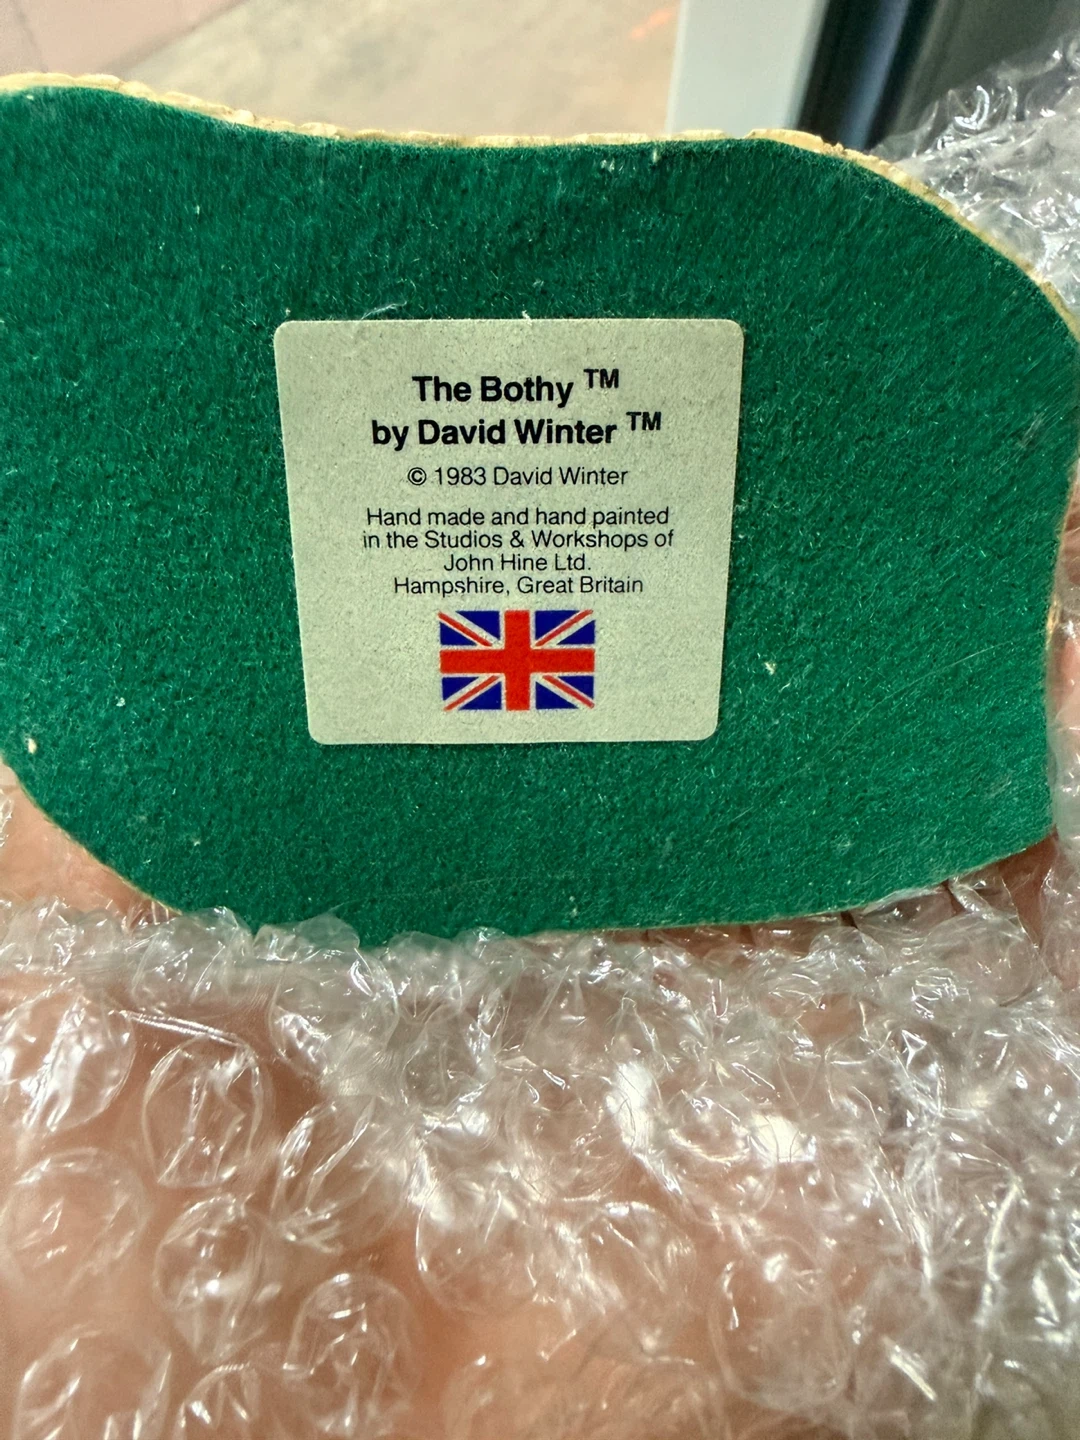 The Bothy ™
by David Winter ™
© 1983 David Winter
Hand made and hand painted
in the Studios & Workshops of
John Hine Ltd.
Hampshire, Great Britain